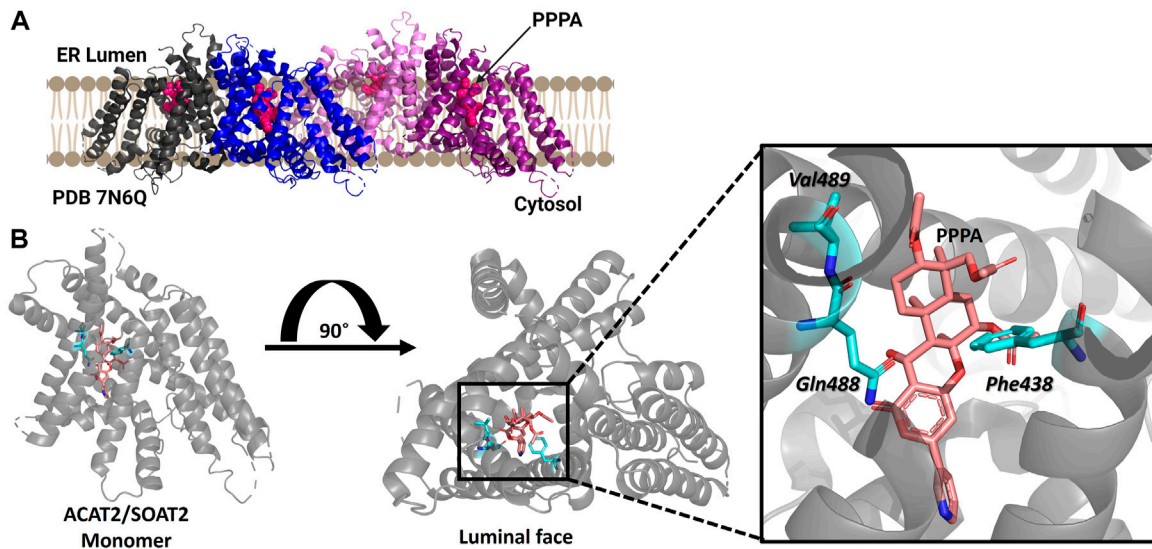 A
PPPA
ER Lumen
PDB 7N6Q
Cytosol
B
90°
ACAT2/SOAT2
Monomer
Luminal face
Val489
PPPA
Gln488
Phe438